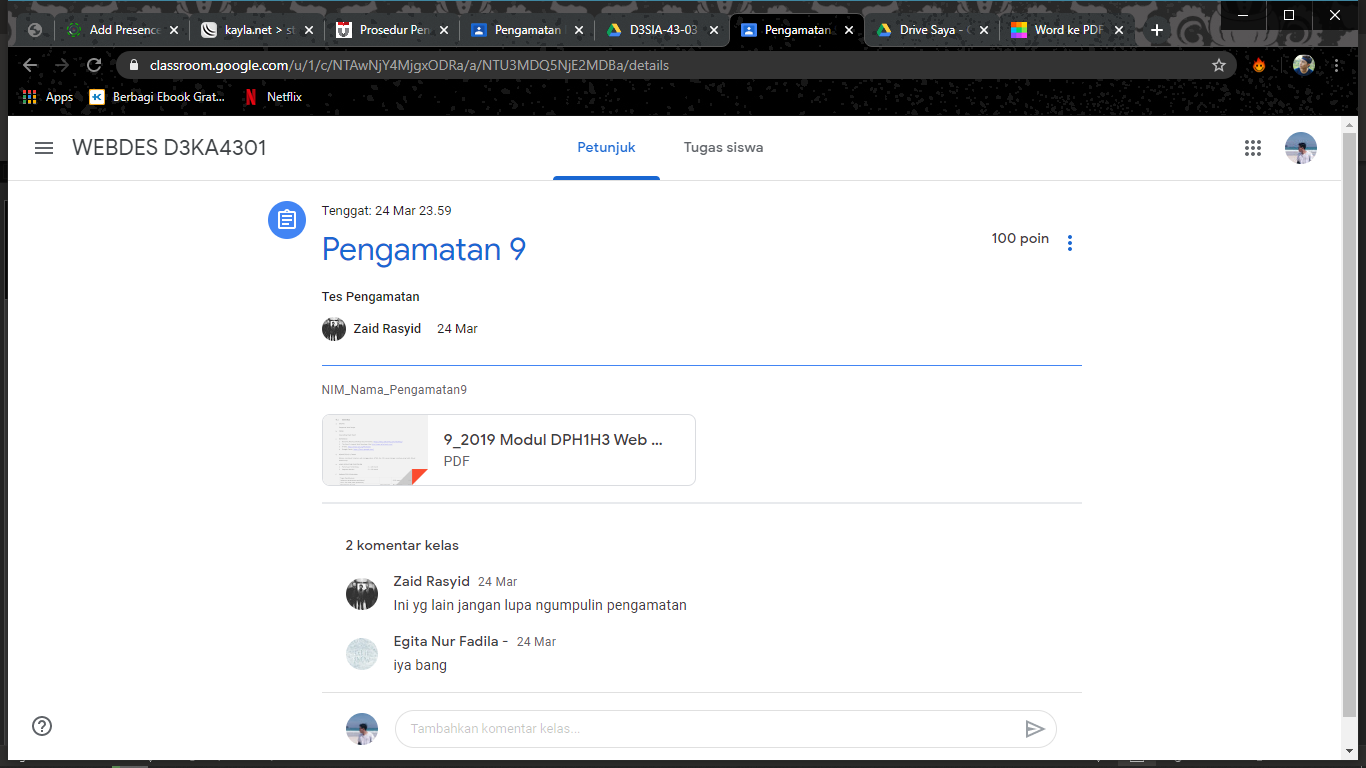 Add Presence
kayla.net > st
Prosedur Pen
Pengamatan
D3SIA-43-03
Pengamatan
Drive Saya - G
Word ke PDF
classroom.google.com/u/1/c/NTAwNjY4MjgxODRa/a/NTU3MDQ5NjE2MDBa/details
Apps
Berbagi Ebook Grat...
Netflix
WEBDES D3KA4301
Petunjuk
Tugas siswa
Tenggat: 24 Mar 23.59
Pengamatan 9
100 poin
Tes Pengamatan
Zaid Rasyid 24 Mar
NIM_Nama_Pengamatan9
9_2019 Modul DPH1H3 Web ...
PDF
2 komentar kelas
Zaid Rasyid 24 Mar
Ini yg lain jangan lupa ngumpulin pengamatan
Egita Nur Fadila - 24 Mar
iya bang
Tambahkan komentar kelas...